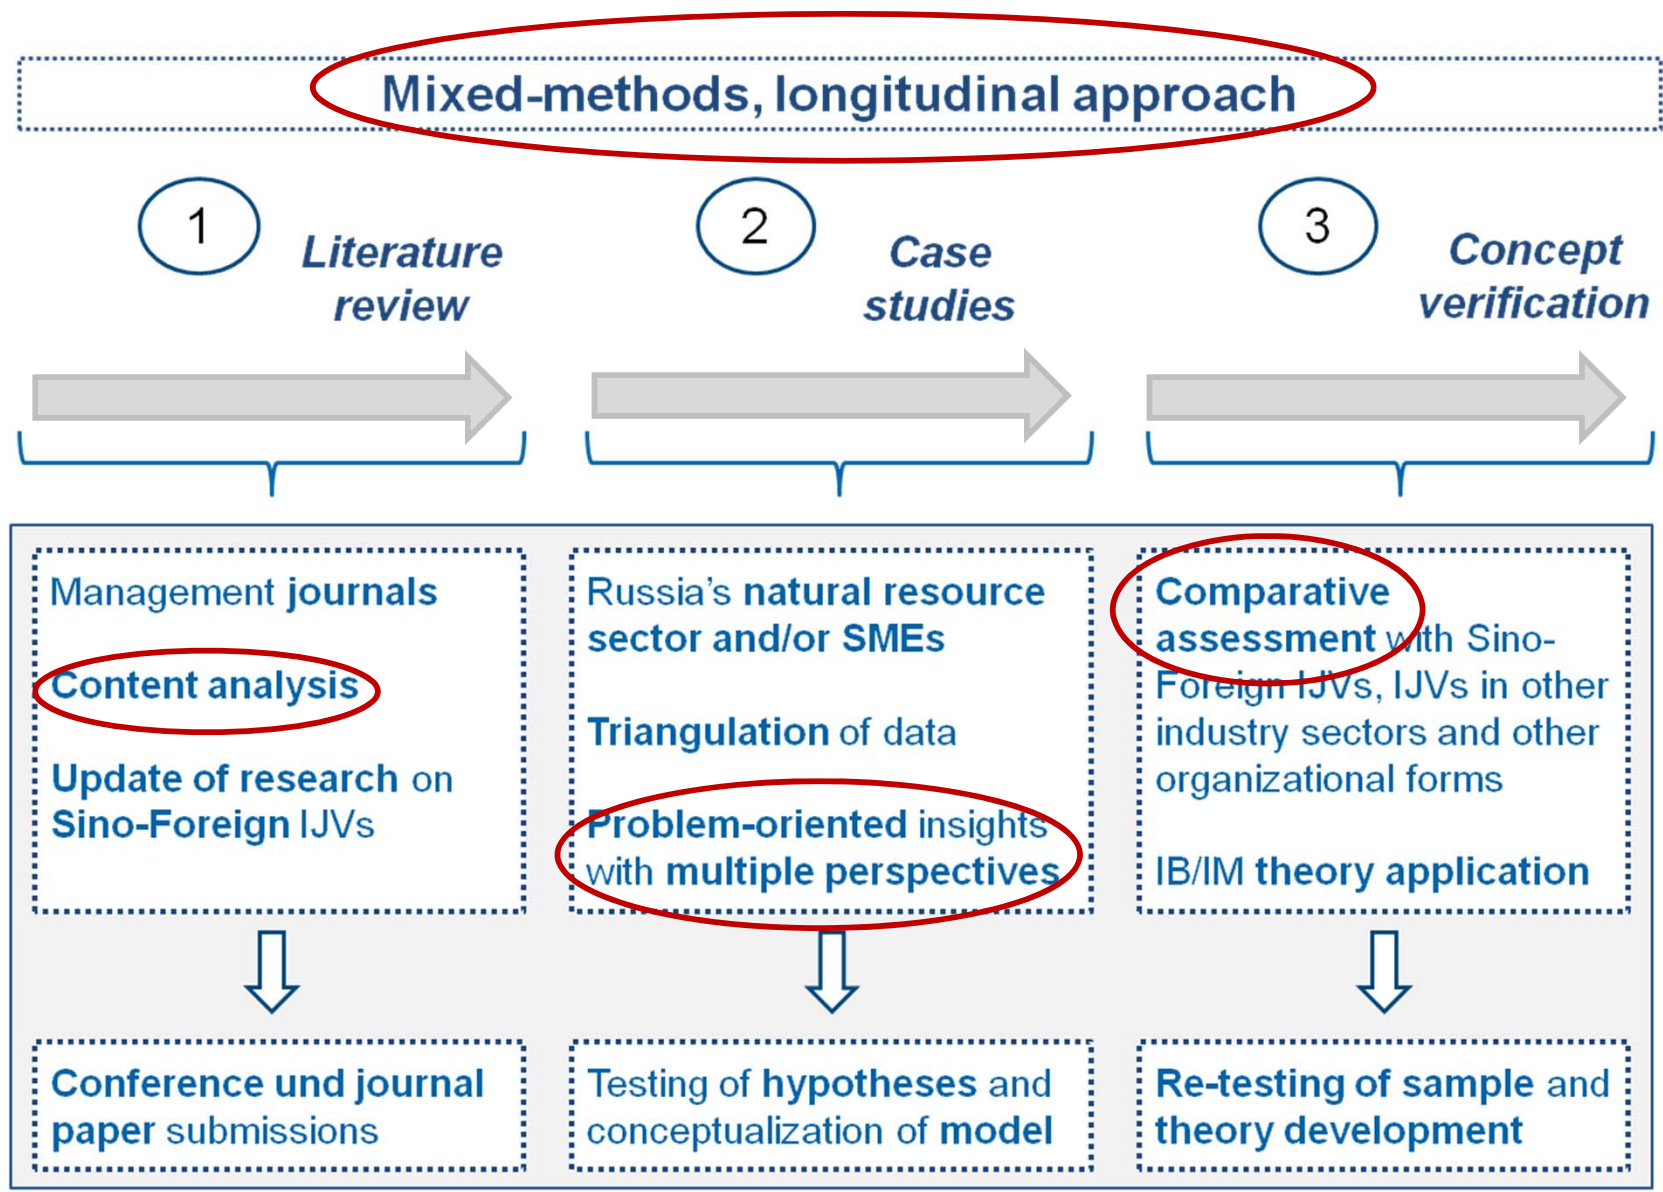 Mixed-methods, longitudinal approach
1
Literature
review
2
Case
studies
3
Concept
verification
Management journals
Content analysis
Update of research on
Sino-Foreign IJVs
Russia's natural resource
sector and/or SMEs
Triangulation of data
Problem-oriented insights
with multiple perspectives
Comparative
assessment with Sino-
Foreign IJVs, IJVs in other
industry sectors and other
organizational forms
IB/IM theory application
Conference und journal
paper submissions
Testing of hypotheses and
conceptualization of model
Re-testing of sample and
theory development